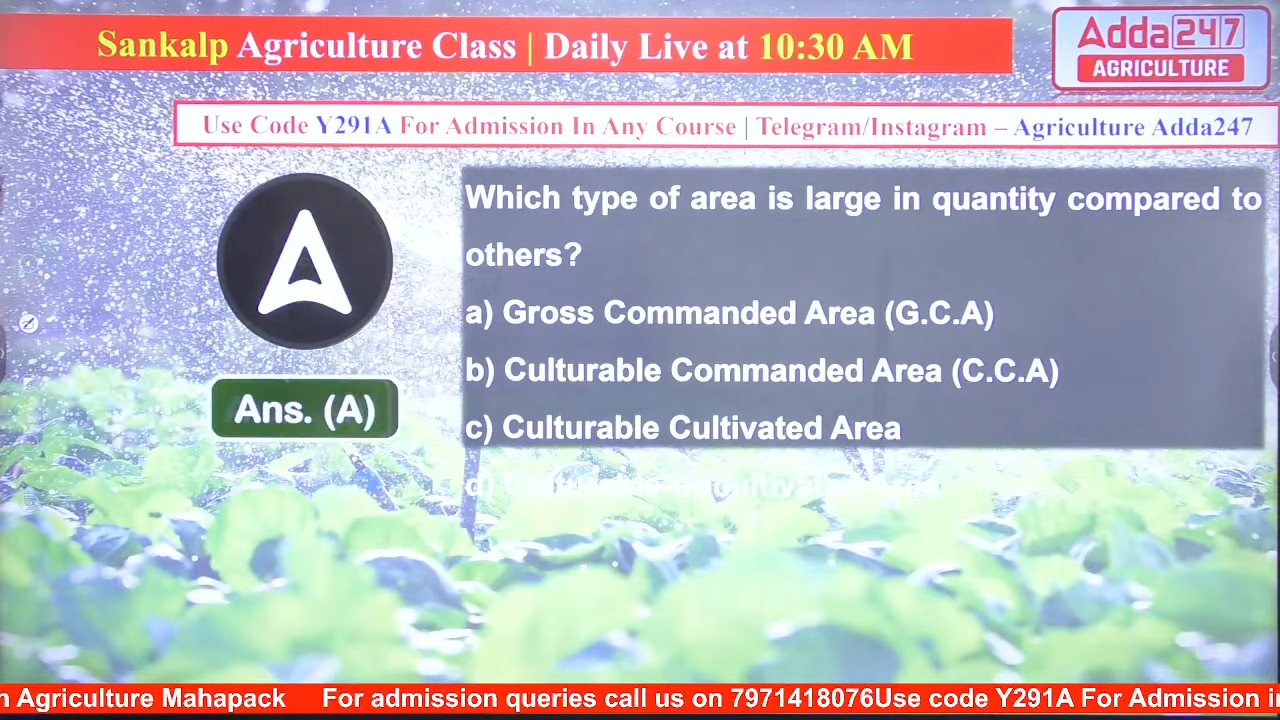 Sankalp Agriculture Class | Daily Live at 10:30 AM
Adda247
AGRICULTURE
Use Code Y291A For Admission In Any Course | Telegram/Instagram – Agriculture Adda247
Which type of area is large in quantity compared to
others?
a) Gross Commanded Area (G.C.A)
b) Culturable Commanded Area (C.C.A)
c) Culturable Cultivated Area
d)
A
Ans. (A)
n Agriculture Mahapack For admission queries call us on 7971418076Use code Y291A For Admission i